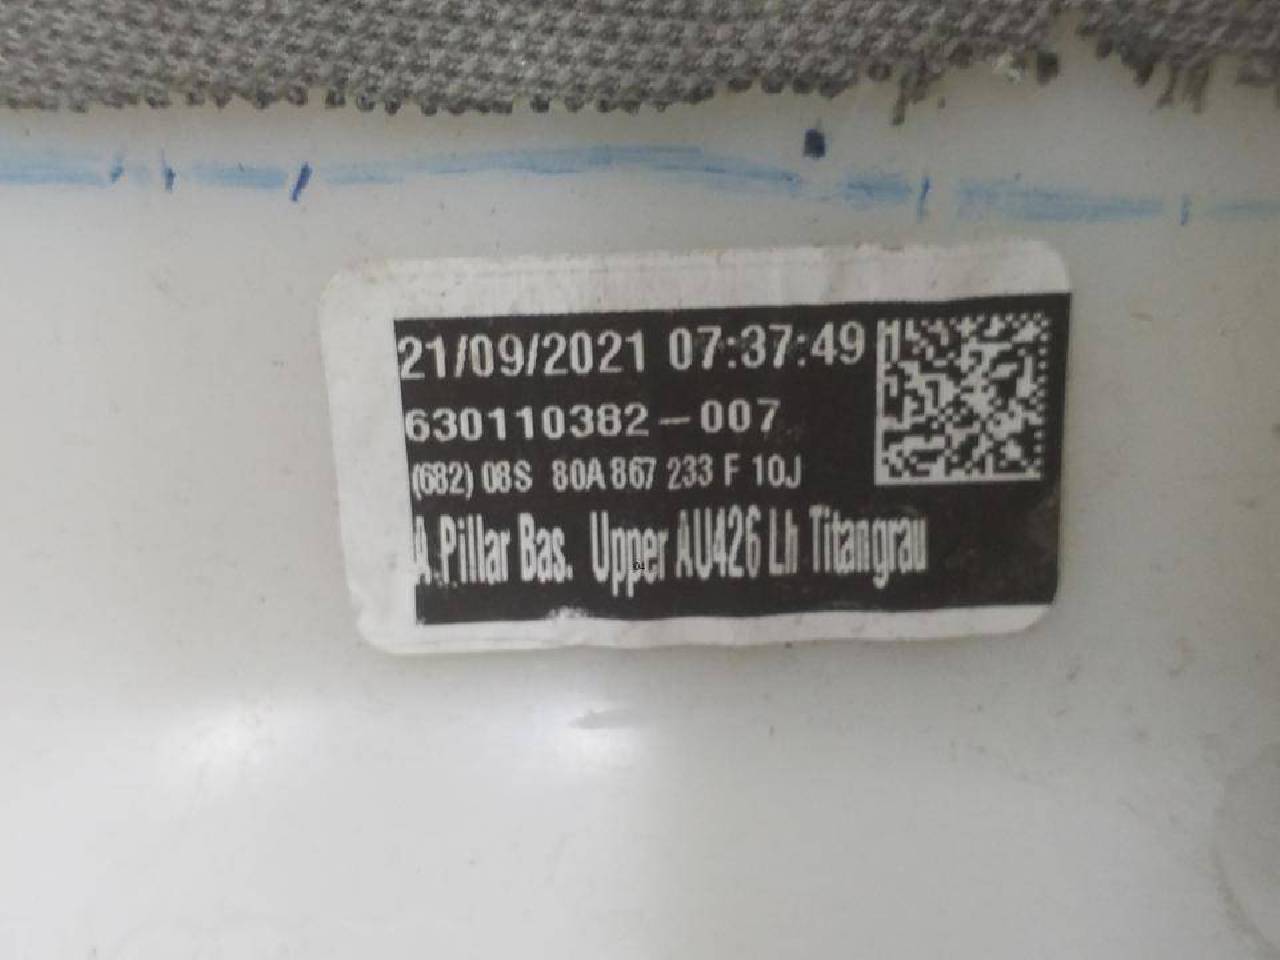 21/09/2021 07:37:49
630110382-007
(682) 08S 80A 867 233 F 10J
A.Pillar Bas. Upper AU426 Lh Titangrau